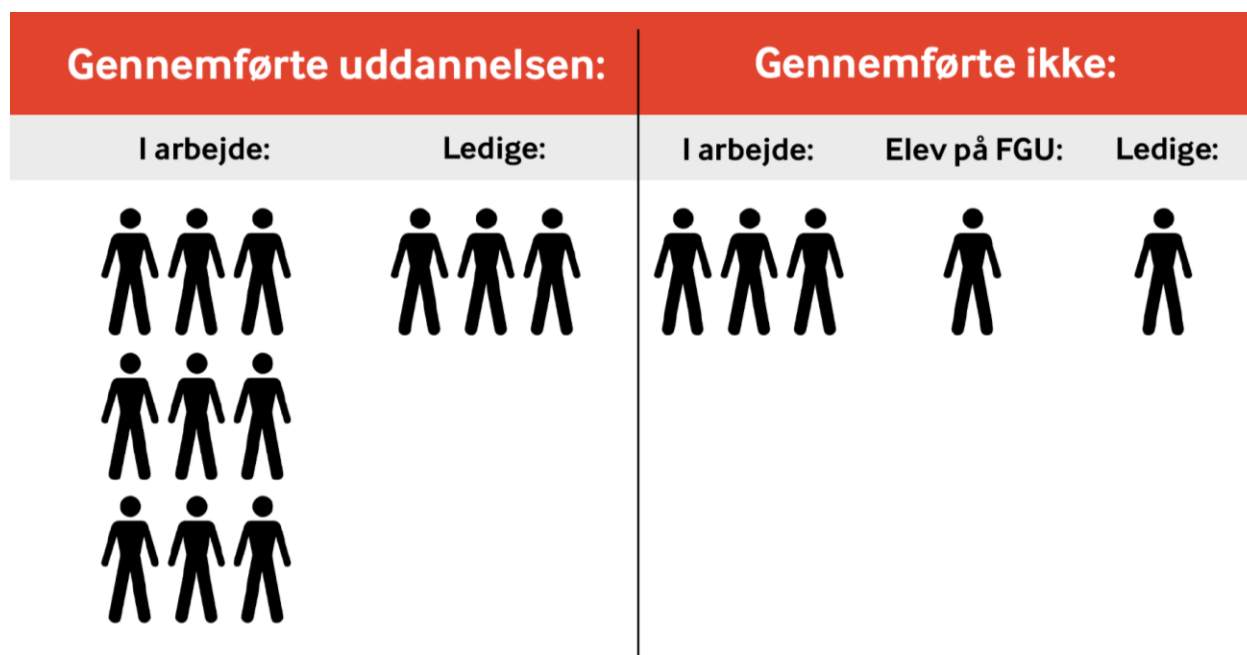 Gennemførte uddannelsen:
Gennemførte ikke:
I arbejde:
Ledige:
I arbejde:
Elev på FGU:
Ledige: